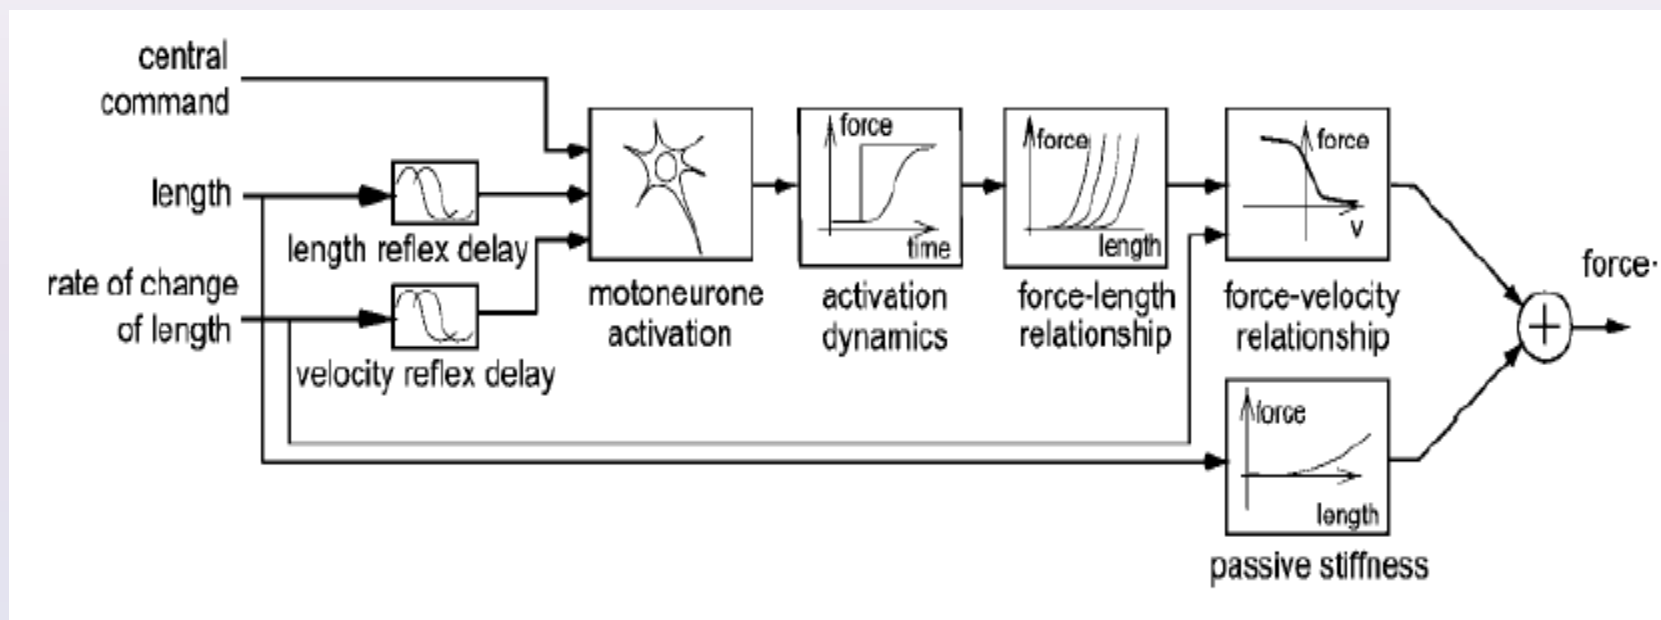 central
command
length
length reflex delay
rate of change
of length
velocity reflex delay
motoneurone
activation
force
time
activation
dynamics
force
length
force-length
relationship
force
v
force-velocity
relationship
force
length
passive stiffness
+
force·